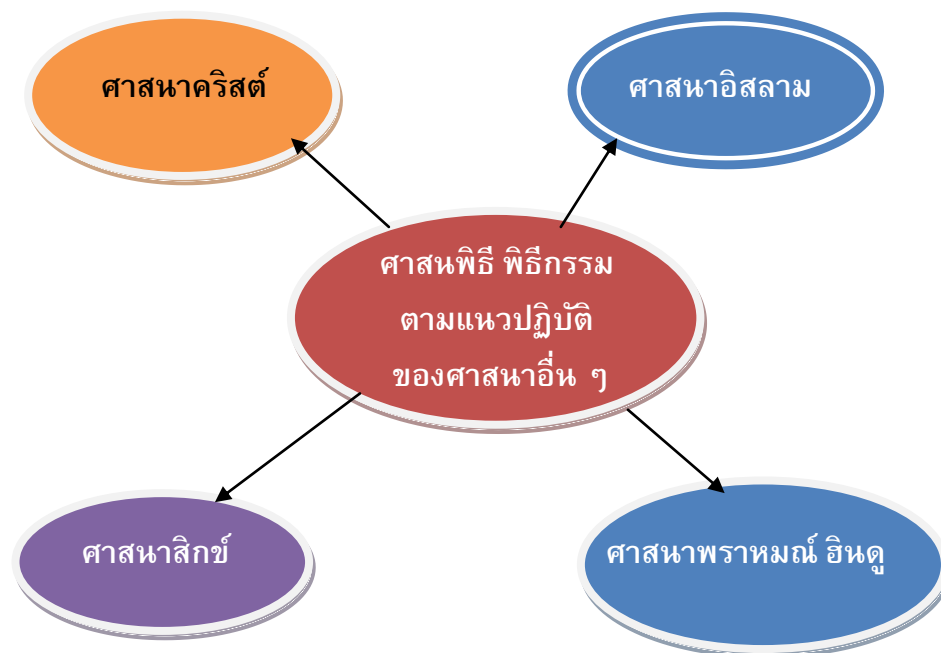 ศาสนาคริสต์
ศาสนาอิสลาม
ศาสนพิธี พิธีกรรม
ตามแนวปฏิบัติ
ของศาสนาอื่น ๆ
ศาสนาสิกข์
ศาสนาพราหมณ์ ฮินดู